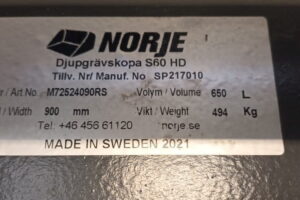 NORJE
Djupgrävskopa S60 HD
Tillv. Nr/ Manuf. No SP217010
/ Art No M72524090RS Volym / Volume 650 L
/ Width 900 mm Vikt / Weight 494 Kg
Tel. +46 456 61120 norje.se
MADE IN SWEDEN 2021